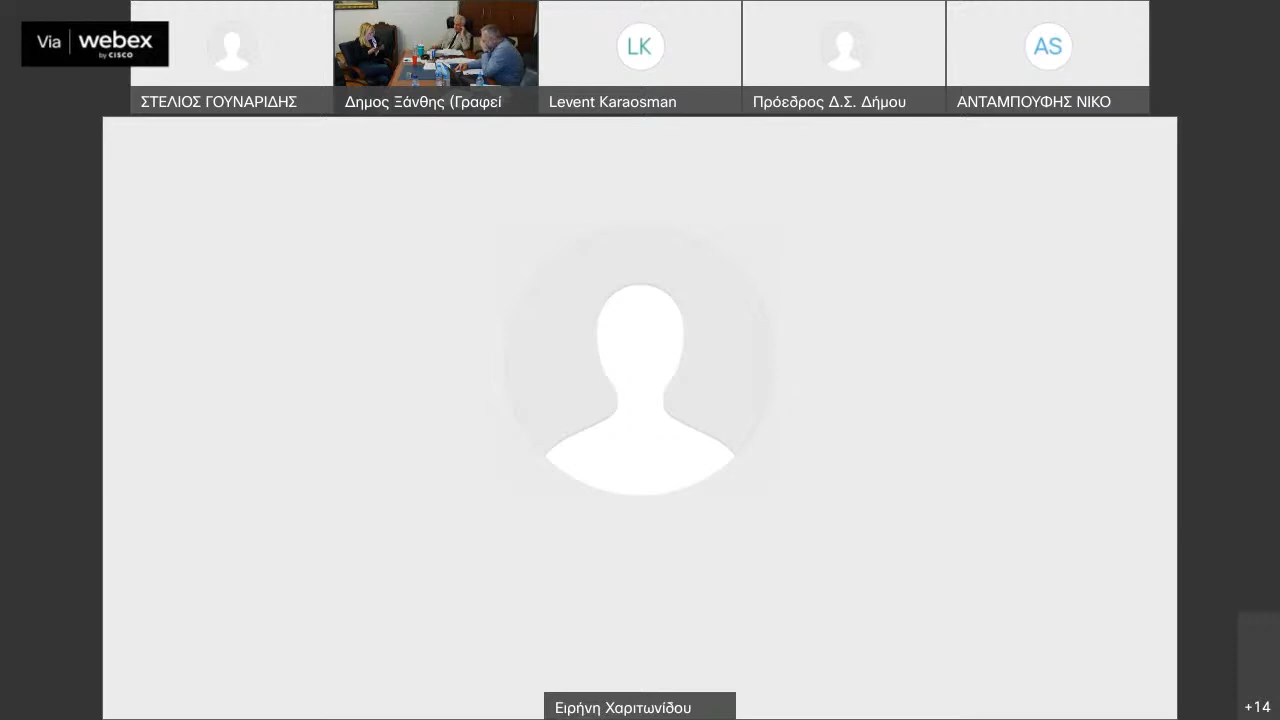 Via webex
by CISCO
ΣΤΕΛΙΟΣ ΓΟΥΝΑΡΙΔΗΣ
Δημος Ξάνθης (Γραφεί
LK
Levent Karaosman
Πρόεδρος Δ.Σ. Δήμου
AS
ΑΝΤΑΜΠΟΥΦΗΣ ΝΙΚΟ
Ειρήνη Χαριτωνίδου
+14